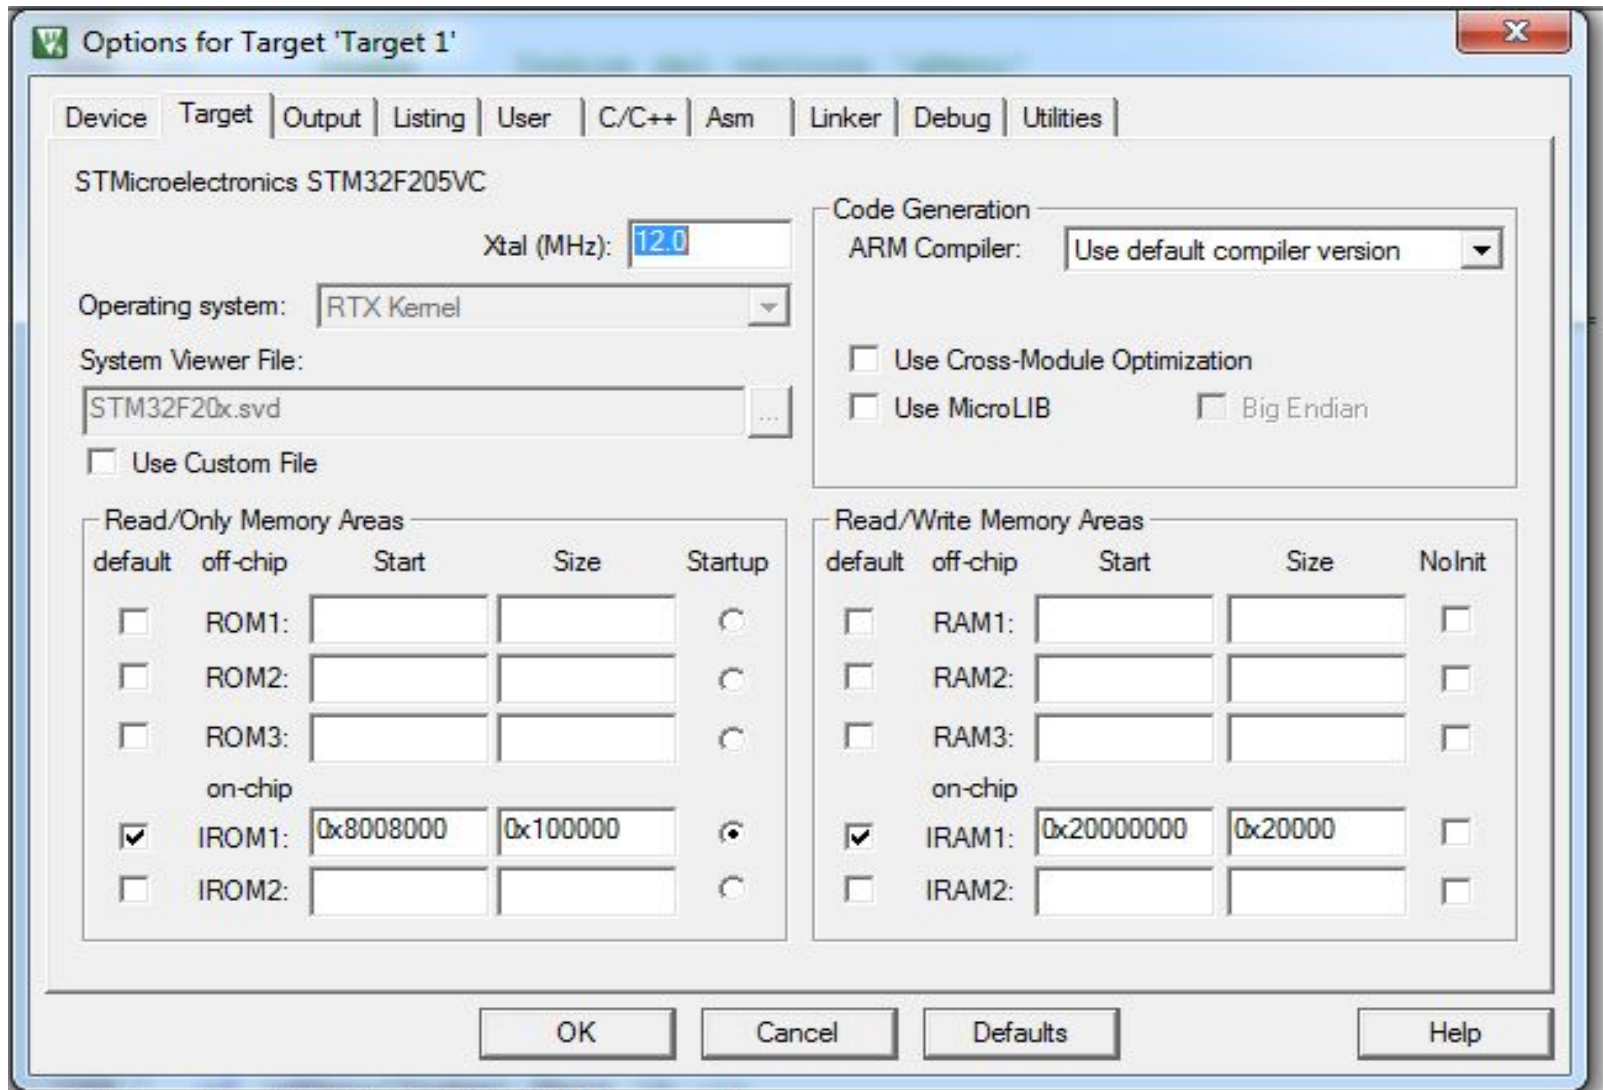 Options for Target 'Target 1'
Device Target Output Listing User C/C++ Asm Linker Debug Utilities
STMicroelectronics STM32F205VC
Xtal (MHz): 12.0
Operating system: RTX Kernel
System Viewer File:
STM32F20x.svd ...
Use Custom File
Code Generation
ARM Compiler: Use default compiler version
Use Cross-Module Optimization
Use MicroLIB Big Endian
Read/Only Memory Areas
default off-chip Start Size Startup
ROM1:
ROM2:
ROM3:
on-chip
IROM1: 0x8008000 0x100000
IROM2:
Read/Write Memory Areas
default off-chip Start Size NoInit
RAM1:
RAM2:
RAM3:
on-chip
IRAM1: 0x20000000 0x20000
IRAM2:
OK Cancel Defaults Help